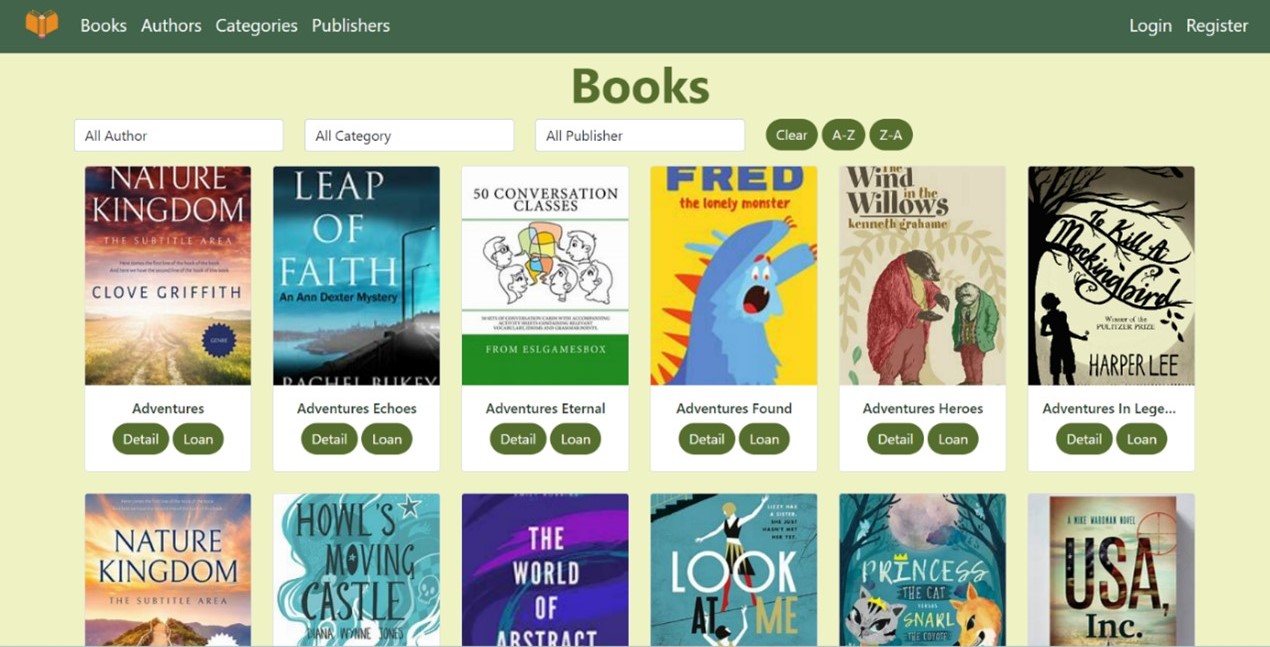 Books Authors Categories Publishers Login Register
Books
All Author All Category All Publisher Clear A-Z Z-A
NATURE
KINGDOM
THE SUBTITLE AREA
CLOVE GRIFFITH
GENRE
LEAP
OF
FAITH
An Ann Dexter Mystery
RACHEL BUKEY
50 CONVERSATION
CLASSES
FROM ESLGAMESBOX
FRED
the lonely monster
The
Wind
in the
Willows
kenneth grahame
To Kill A
Mockingbird
Winner of the
PULITZER PRIZE
HARPER LEE
Adventures Adventures Echoes Adventures Eternal Adventures Found Adventures Heroes Adventures In Lege...
Detail Loan Detail Loan Detail Loan Detail Loan Detail Loan Detail Loan
NATURE
KINGDOM
THE SUBTITLE AREA
HOWL'S
MOVING
CASTLE
DIANA WYNNE JONES
THE
WORLD
OF
ABSTRACT
LIZZY HAS
A SISTER.
SHE JUST
HASN'T MET
HER YET.
LOOK
AT ME
PRINCESS
THE CAT
VERSUS
SNARL
THE COYOTE
A MIKE WARDMAN NOVEL
USA,
Inc.